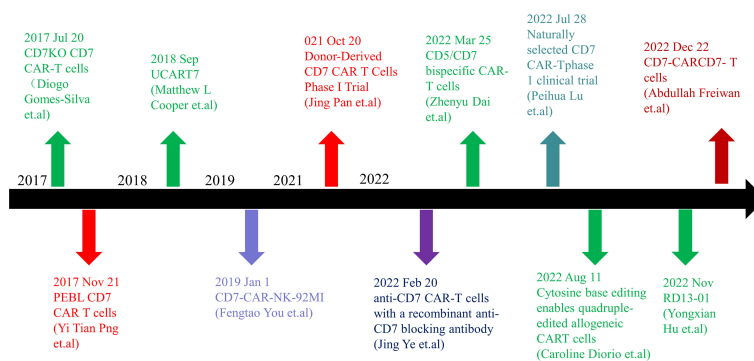 2017 Jul 20
CD7KO CD7
CAR-T cells
（Diogo
Gomes-Silva
et.al)
2018 Sep
UCART7
(Matthew L
Cooper et.al)
021 Oct 20
Donor-Derived
CD7 CAR T Cells
Phase I Trial
(Jing Pan et.al)
2022 Mar 25
CD5/CD7
bispecific CAR-
T cells
(Zhenyu Dai
et.al)
2022 Jul 28
Naturally
selected CD7
CAR-Tphase
1 clinical trial
(Peihua Lu
et.al)
2022 Dec 22
CD7-CARCD7- T
cells
(Abdullah Freiwan
et.al)
2017
2018
2019
2021
2022
2017 Nov 21
PEBL CD7
CAR T cells
(Yi Tian Png
et.al)
2019 Jan 1
CD7-CAR-NK-92MI
(Fengtao You et.al)
2022 Feb 20
anti-CD7 CAR-T cells
with a recombinant anti-
CD7 blocking antibody
(Jing Ye et.al)
2022 Aug 11
Cytosine base editing
enables quadruple-
edited allogeneic
CART cells
(Caroline Diorio et.al)
2022 Nov
RD13-01
(Yongxian
Hu et.al)